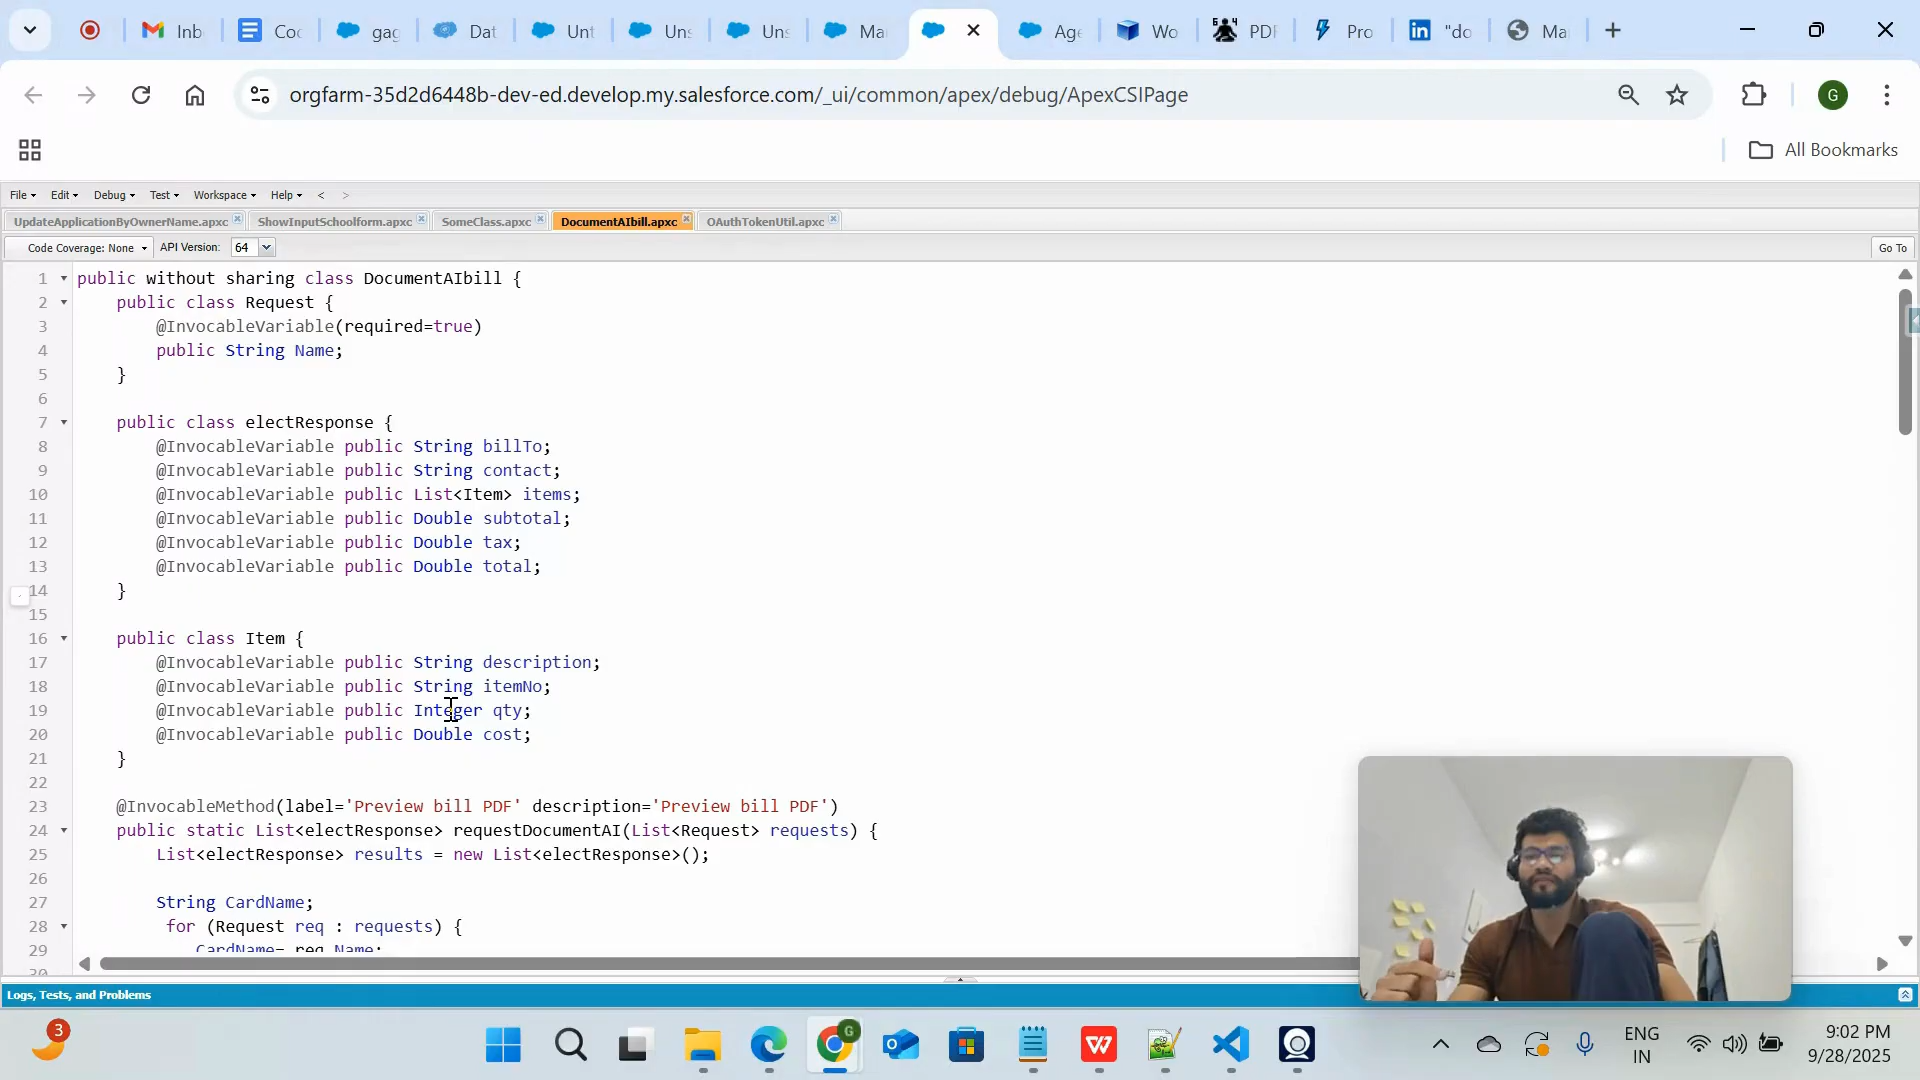 Inb
Coc
gag
Dat
Unt
Uns
Uns
Ma
Age
Wo
PDF
Pro
"do
Ma
orgfarm-35d2d6448b-dev-ed.develop.my.salesforce.com/_ui/common/apex/debug/ApexCSIPage
G
All Bookmarks
File Edit Debug Test Workspace Help < >
UpdateApplicationByOwnerName.apxc ShowInputSchoolform.apxc SomeClass.apxc DocumentAIbill.apxc OAuthTokenUtil.apxc
Code Coverage: None API Version: 64 Go To
1 public without sharing class DocumentAIbill {
2 public class Request {
3 @InvocableVariable(required=true)
4 public String Name;
5 }
6
7 public class electResponse {
8 @InvocableVariable public String billTo;
9 @InvocableVariable public String contact;
10 @InvocableVariable public List<Item> items;
11 @InvocableVariable public Double subtotal;
12 @InvocableVariable public Double tax;
13 @InvocableVariable public Double total;
14 }
15
16 public class Item {
17 @InvocableVariable public String description;
18 @InvocableVariable public String itemNo;
19 @InvocableVariable public Integer qty;
20 @InvocableVariable public Double cost;
21 }
22
23 @InvocableMethod(label='Preview bill PDF' description='Preview bill PDF')
24 public static List<electResponse> requestDocumentAI(List<Request> requests) {
25 List<electResponse> results = new List<electResponse>();
26
27 String CardName;
28 for (Request req : requests) {
29 CardName= req.Name;
30
Logs, Tests, and Problems
3
G
ENG
IN
9:02 PM
9/28/2025